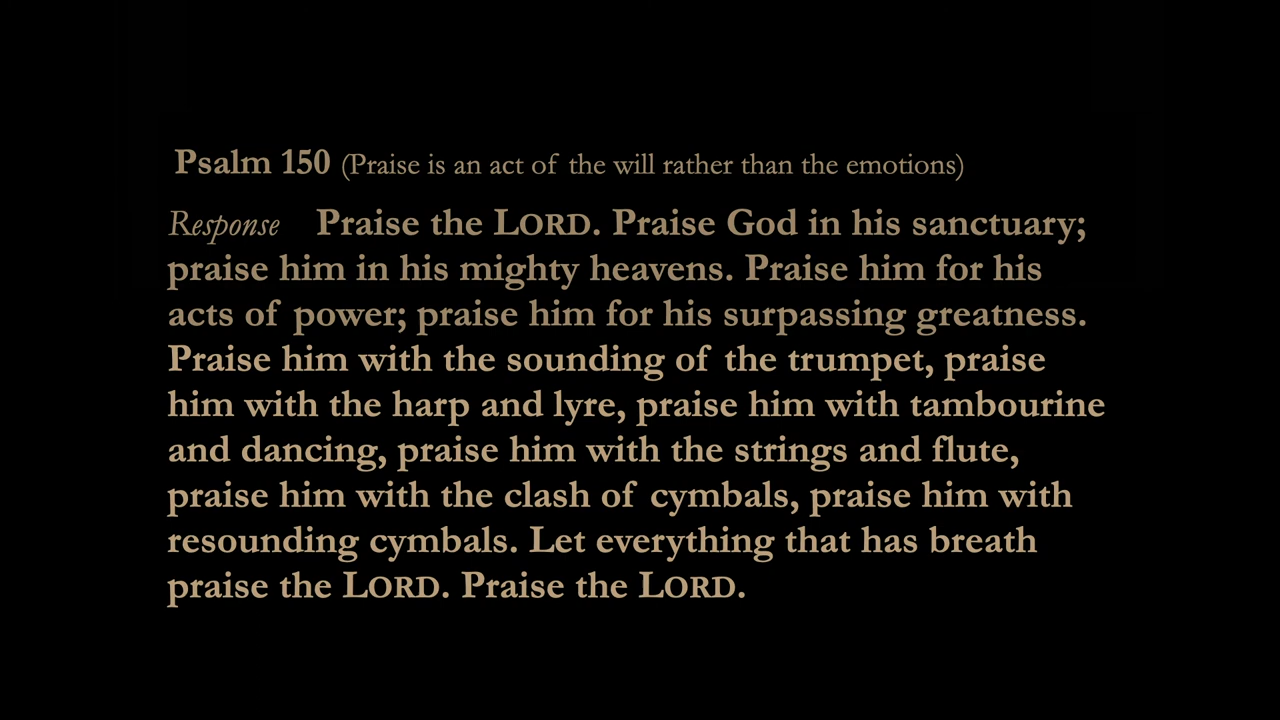 Psalm 150 (Praise is an act of the will rather than the emotions)
Response Praise the LORD. Praise God in his sanctuary;
praise him in his mighty heavens. Praise him for his
acts of power; praise him for his surpassing greatness.
Praise him with the sounding of the trumpet, praise
him with the harp and lyre, praise him with tambourine
and dancing, praise him with the strings and flute,
praise him with the clash of cymbals, praise him with
resounding cymbals. Let everything that has breath
praise the LORD. Praise the LORD.